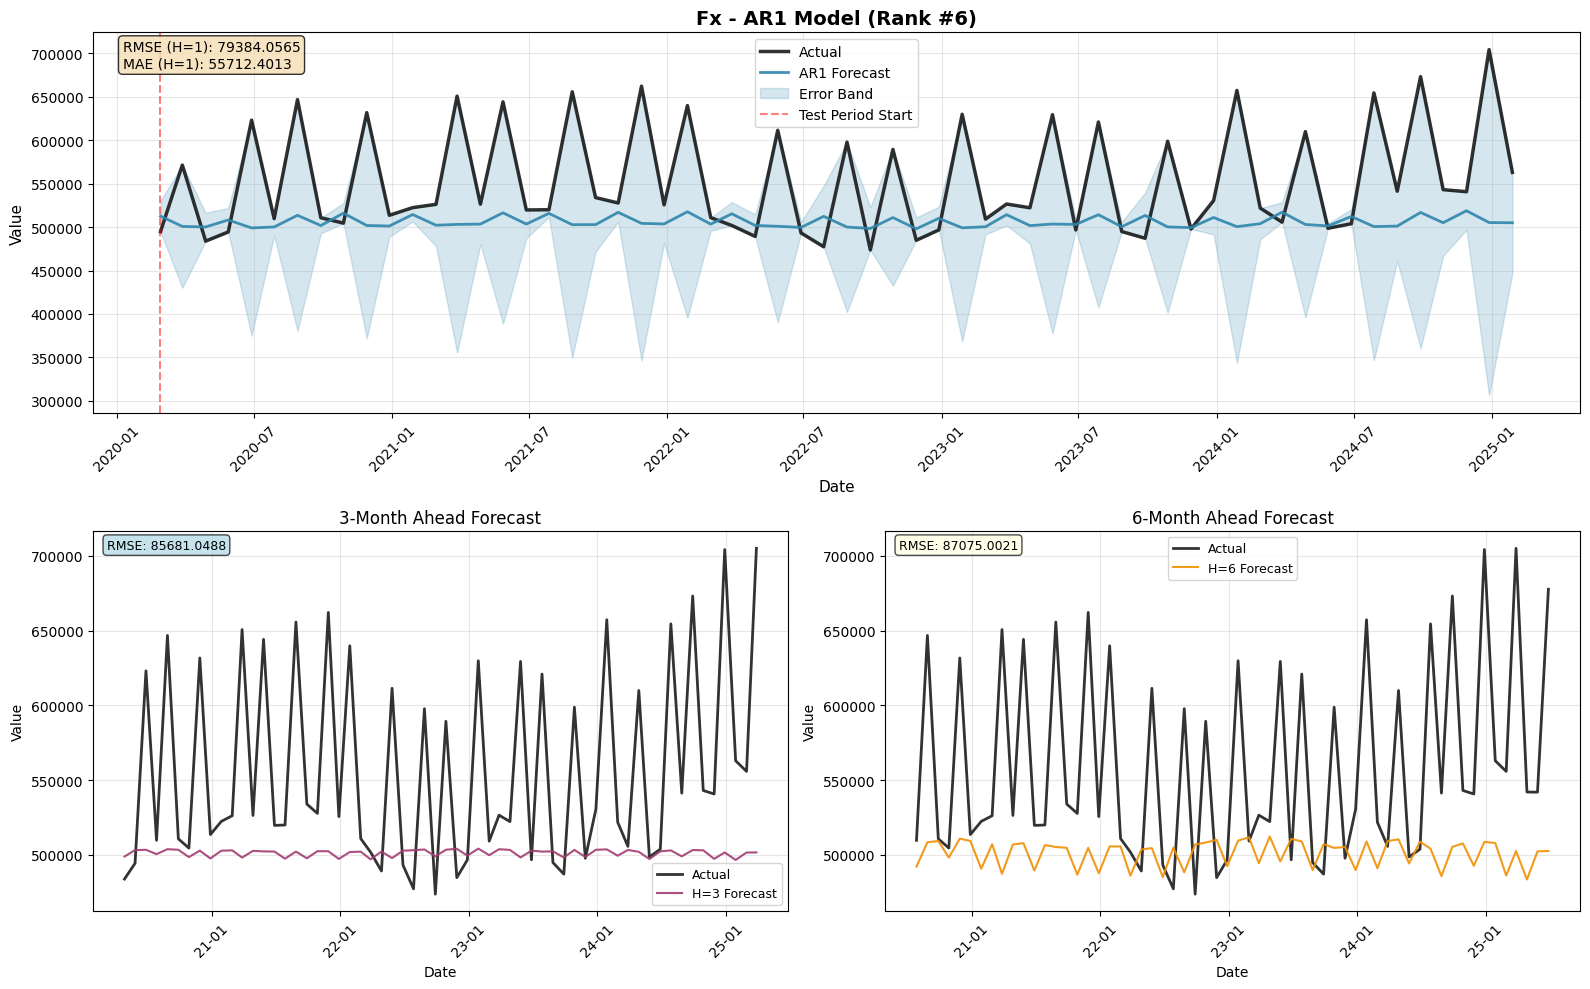 Fx - AR1 Model (Rank #6)
RMSE (H=1): 79384.0565
MAE (H=1): 55712.4013
Actual
AR1 Forecast
Error Band
Test Period Start
Value
700000
650000
600000
550000
500000
450000
400000
350000
300000
2020-01
2020-07
2021-01
2021-07
2022-01
2022-07
2023-01
2023-07
2024-01
2024-07
2025-01
Date
3-Month Ahead Forecast
RMSE: 85681.0488
Value
700000
650000
600000
550000
500000
Actual
H=3 Forecast
21-01
22-01
23-01
24-01
25-01
Date
6-Month Ahead Forecast
RMSE: 87075.0021
Actual
H=6 Forecast
Value
700000
650000
600000
550000
500000
21-01
22-01
23-01
24-01
25-01
Date